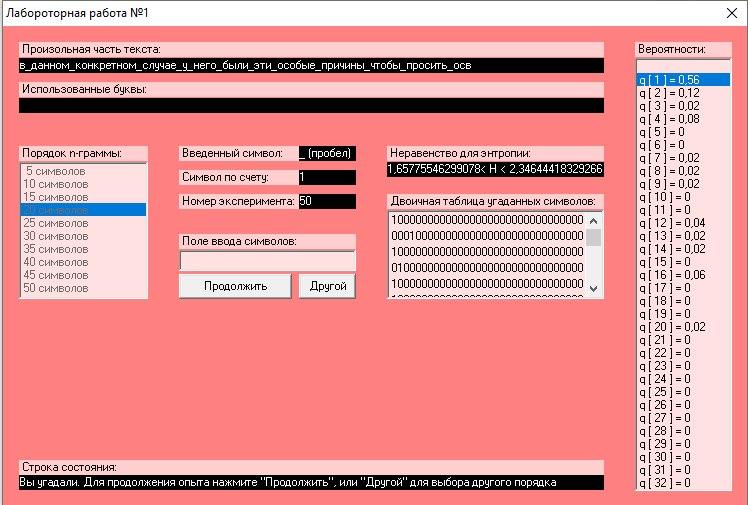 Лабороторная работа №1
Произольная часть текста:
в_данном_конкретном_случае_у_него_были_эти_особые_причины_чтобы_просить_осв
Использованные буквы:
Порядок n-граммы:
5 символов
10 символов
15 символов
20 символов
25 символов
30 символов
35 символов
40 символов
45 символов
50 символов
Введенный символ: _ (пробел)
Символ по счету: 1
Номер эксперимента: 50
Поле ввода символов:
Продолжить
Другой
Неравенство для энтропии:
1,65775546299078< H < 2,34644418329266
Двоичная таблица угаданных символов:
10000000000000000000000000000000
00010000000000000000000000000000
10000000000000000000000000000000
01000000000000000000000000000000
10000000000000000000000000000000
Вероятности:
q [ 1 ] = 0,56
q [ 2 ] = 0,12
q [ 3 ] = 0,02
q [ 4 ] = 0,08
q [ 5 ] = 0
q [ 6 ] = 0
q [ 7 ] = 0,02
q [ 8 ] = 0,02
q [ 9 ] = 0,02
q [ 10 ] = 0
q [ 11 ] = 0
q [ 12 ] = 0,04
q [ 13 ] = 0,02
q [ 14 ] = 0,02
q [ 15 ] = 0
q [ 16 ] = 0,06
q [ 17 ] = 0
q [ 18 ] = 0
q [ 19 ] = 0
q [ 20 ] = 0,02
q [ 21 ] = 0
q [ 22 ] = 0
q [ 23 ] = 0
q [ 24 ] = 0
q [ 25 ] = 0
q [ 26 ] = 0
q [ 27 ] = 0
q [ 28 ] = 0
q [ 29 ] = 0
q [ 30 ] = 0
q [ 31 ] = 0
q [ 32 ] = 0
Строка состояния:
Вы угадали. Для продолжения опыта нажмите "Продолжить", или "Другой" для выбора другого порядка